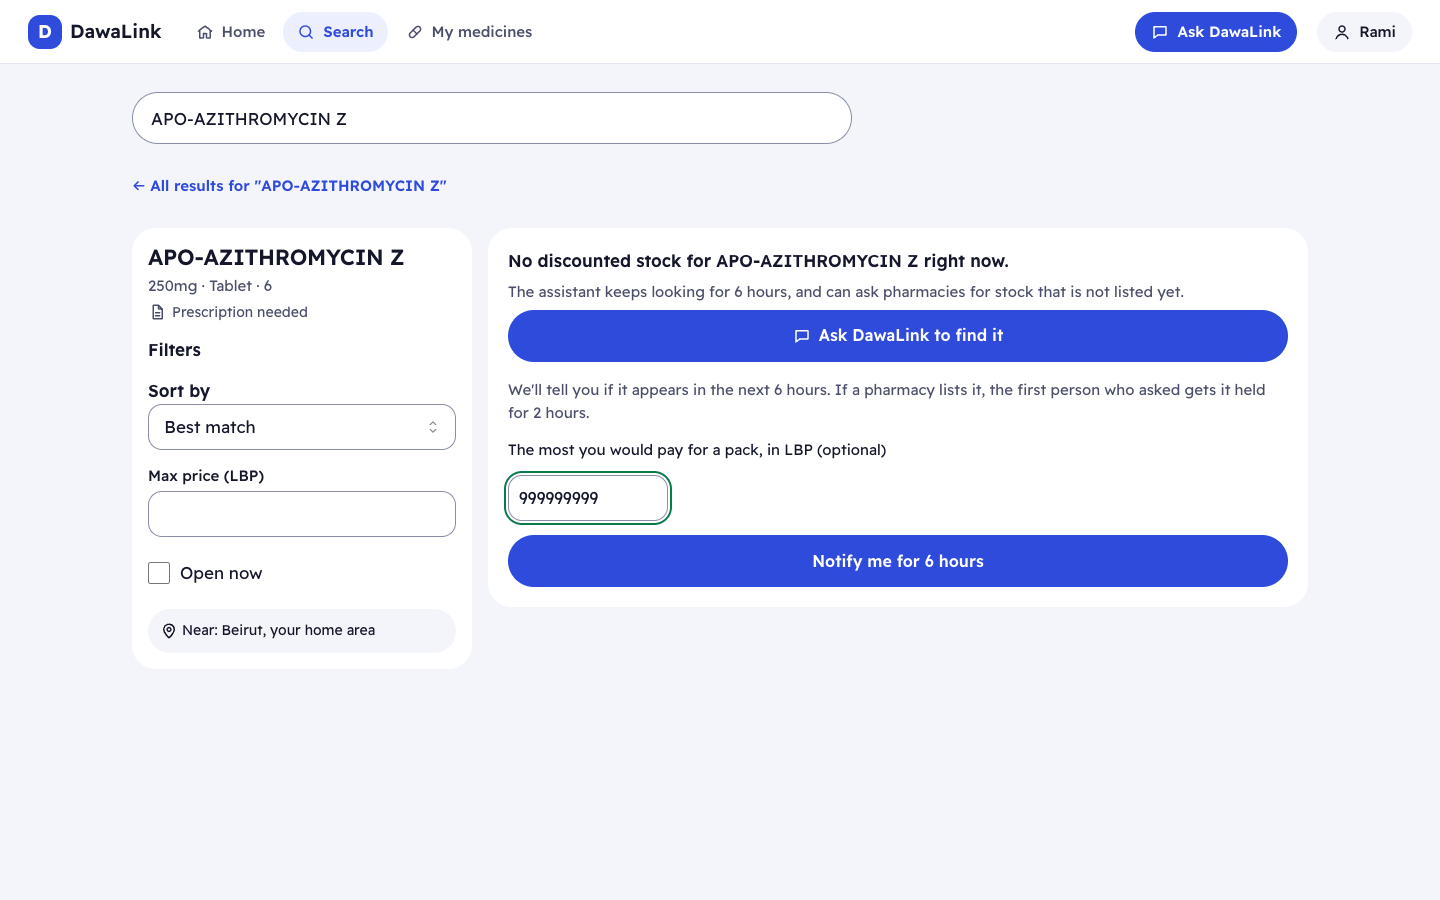 D DawaLink
Home
Search
My medicines
Ask DawaLink
Rami
APO-AZITHROMYCIN Z
← All results for "APO-AZITHROMYCIN Z"
APO-AZITHROMYCIN Z
250mg · Tablet · 6
Prescription needed
Filters
Sort by
Best match
Max price (LBP)
Open now
Near: Beirut, your home area
No discounted stock for APO-AZITHROMYCIN Z right now.
The assistant keeps looking for 6 hours, and can ask pharmacies for stock that is not listed yet.
Ask DawaLink to find it
We'll tell you if it appears in the next 6 hours. If a pharmacy lists it, the first person who asked gets it held
for 2 hours.
The most you would pay for a pack, in LBP (optional)
999999999
Notify me for 6 hours